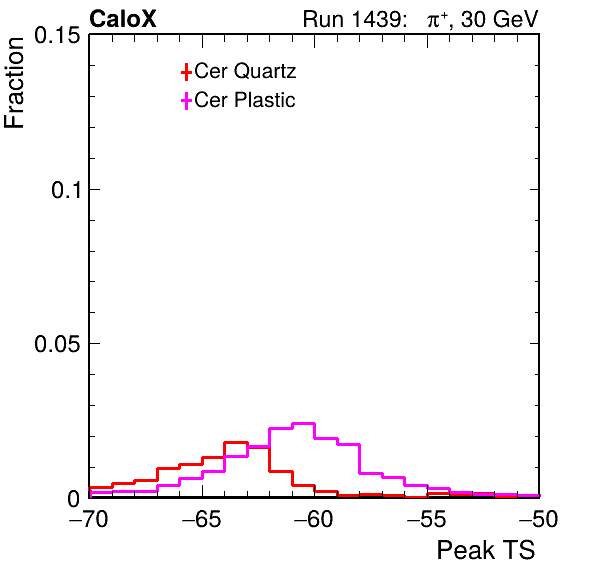 CaloX Run 1439: π⁺, 30 GeV
Fraction
0.15
0.1
0.05
0
Cer Quartz
Cer Plastic
−70 −65 −60 −55 −50
Peak TS